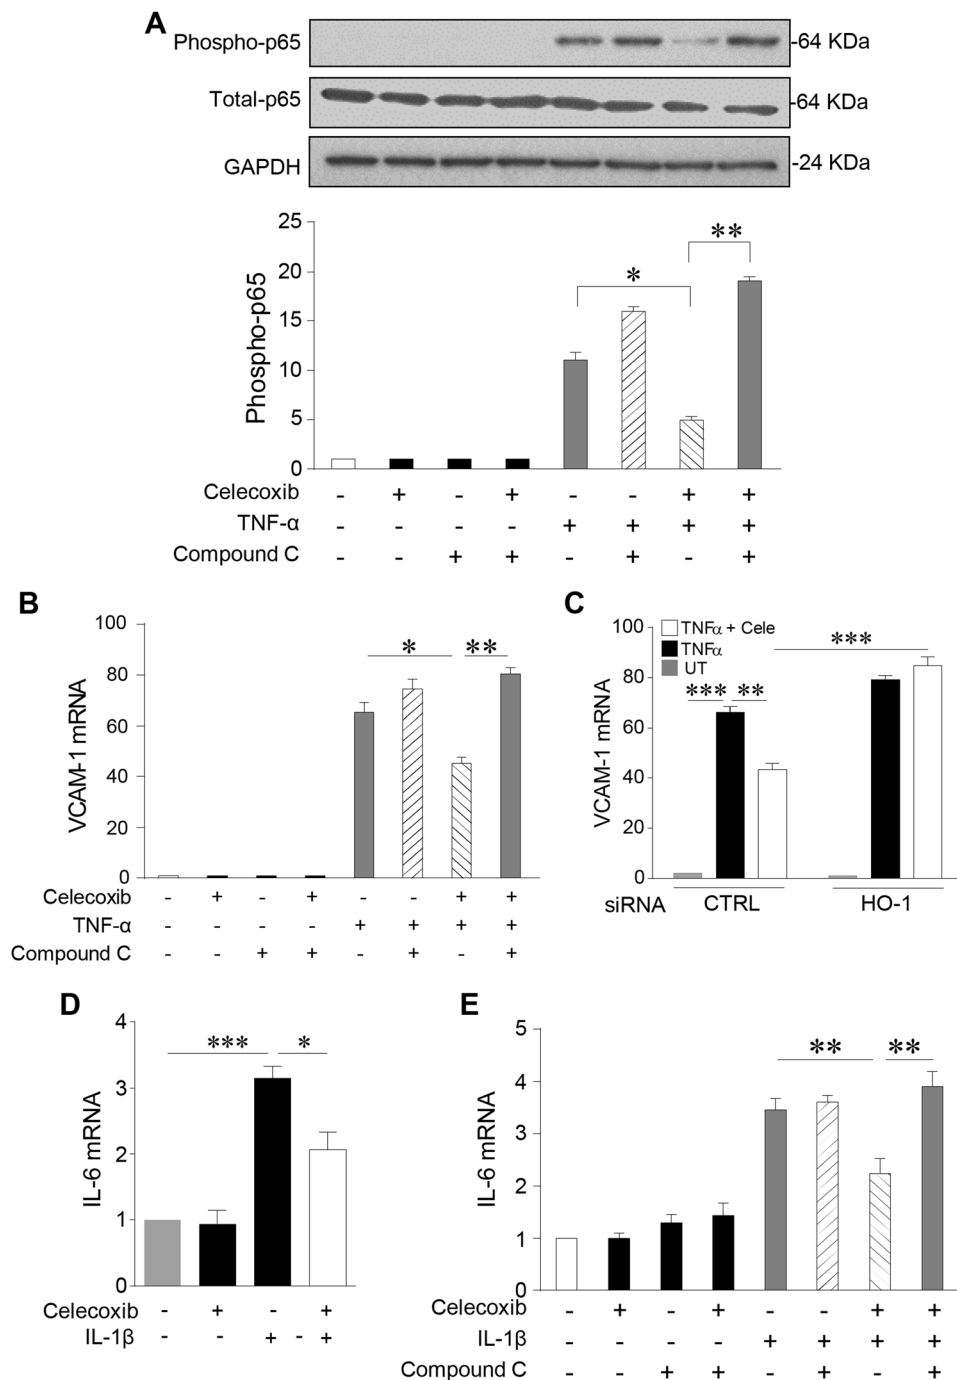 A
Phospho-p65
-64 KDa
Total-p65
-64 KDa
GAPDH
-24 KDa
25
20
15
10
5
0
Phospho-p65
*
**
Celecoxib - + - + - - + +
TNF-α - - - - + + + +
Compound C - - + + - + - +
B
100
80
60
40
20
0
VCAM-1 mRNA
*
**
Celecoxib - + - + - - + +
TNF-α - - - - + + + +
Compound C - - + + - + - +
C
100
80
60
40
20
0
VCAM-1 mRNA
TNFα + Cele
TNFα
UT
***
**
***
siRNA CTRL HO-1
D
4
3
2
1
0
IL-6 mRNA
***
*
Celecoxib - + - +
IL-1β - - + - +
E
5
4
3
2
1
0
IL-6 mRNA
**
**
Celecoxib - + - + - - + +
IL-1β - - - - + + + +
Compound C - - + + - + - +